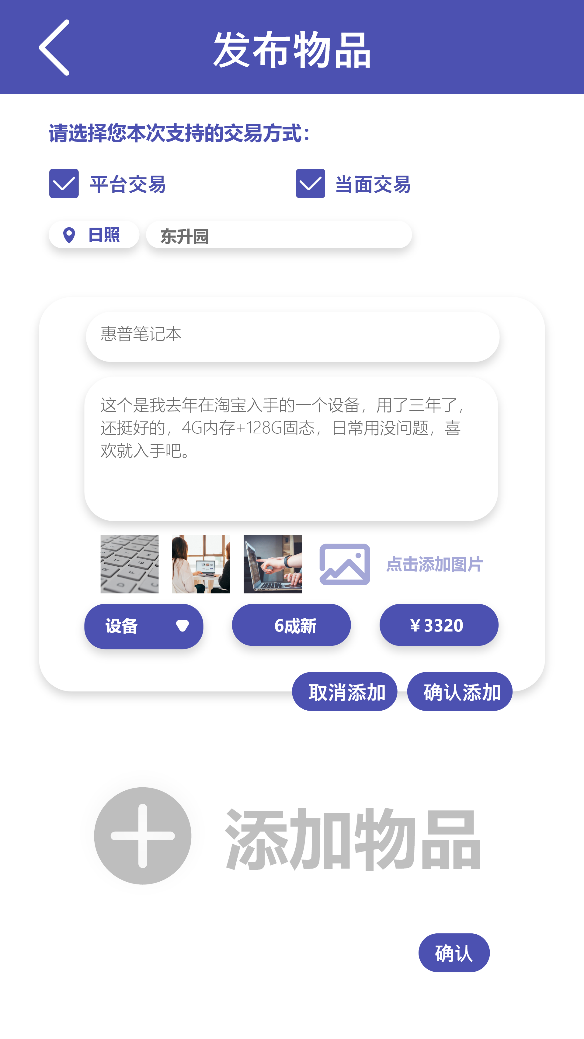 发布物品
请选择您本次支持的交易方式：
平台交易 当面交易
日照 东升园
惠普笔记本
这个是我去年在淘宝入手的一个设备，用了三年了，
还挺好的，4G内存+128G固态，日常用没问题，喜
欢就入手吧。
点击添加图片
设备 6成新 ￥3320
取消添加 确认添加
添加物品
确认